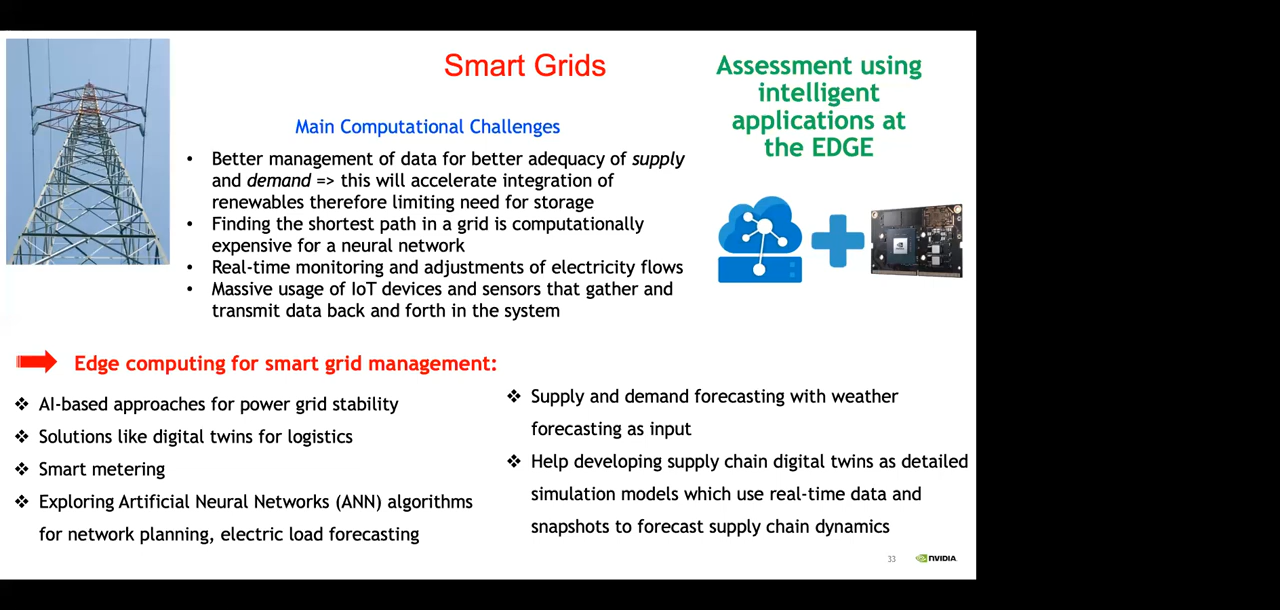 Smart Grids
Assessment using
intelligent
applications at
the EDGE
Main Computational Challenges
• Better management of data for better adequacy of supply
and demand => this will accelerate integration of
renewables therefore limiting need for storage
• Finding the shortest path in a grid is computationally
expensive for a neural network
• Real-time monitoring and adjustments of electricity flows
• Massive usage of IoT devices and sensors that gather and
transmit data back and forth in the system
Edge computing for smart grid management:
❖ AI-based approaches for power grid stability
❖ Solutions like digital twins for logistics
❖ Smart metering
❖ Exploring Artificial Neural Networks (ANN) algorithms
for network planning, electric load forecasting
❖ Supply and demand forecasting with weather
forecasting as input
❖ Help developing supply chain digital twins as detailed
simulation models which use real-time data and
snapshots to forecast supply chain dynamics
33
NVIDIA